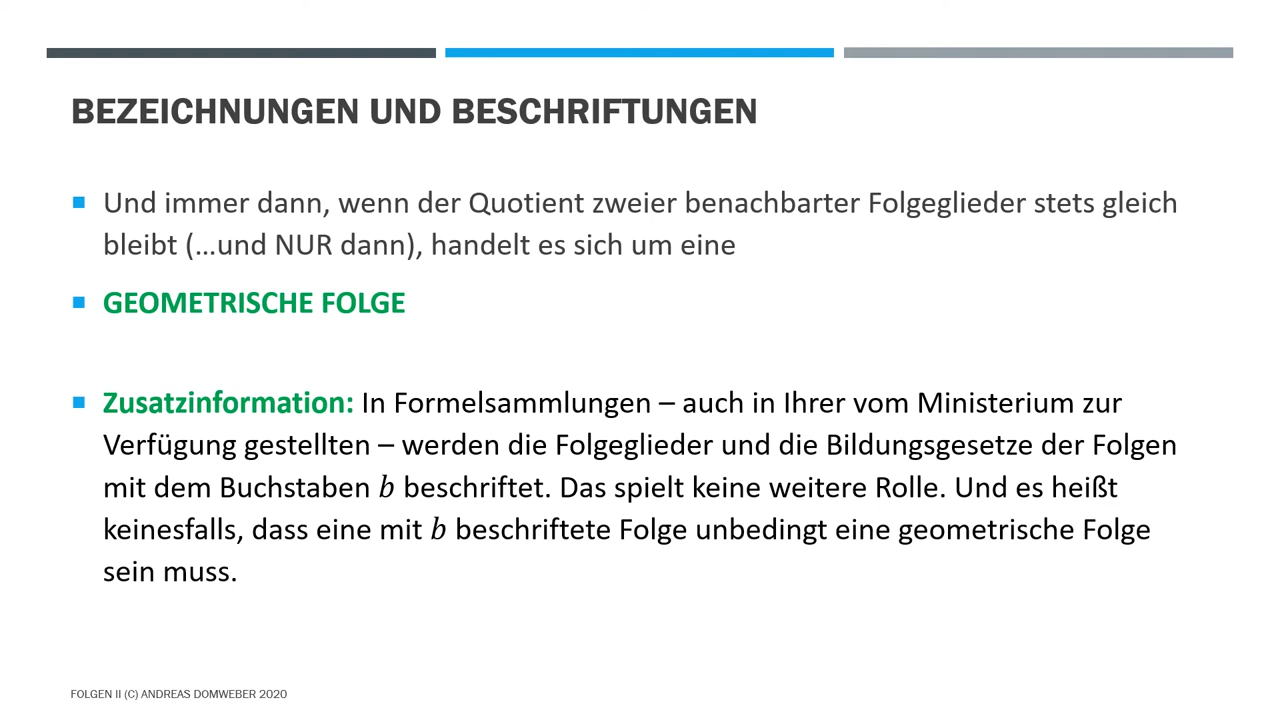 BEZEICHNUNGEN UND BESCHRIFTUNGEN
Und immer dann, wenn der Quotient zweier benachbarter Folgeglieder stets gleich
bleibt (…und NUR dann), handelt es sich um eine
GEOMETRISCHE FOLGE
Zusatzinformation: In Formelsammlungen – auch in Ihrer vom Ministerium zur
Verfügung gestellten – werden die Folgeglieder und die Bildungsgesetze der Folgen
mit dem Buchstaben b beschriftet. Das spielt keine weitere Rolle. Und es heißt
keinesfalls, dass eine mit b beschriftete Folge unbedingt eine geometrische Folge
sein muss.
FOLGEN II (C) ANDREAS DOMWEBER 2020